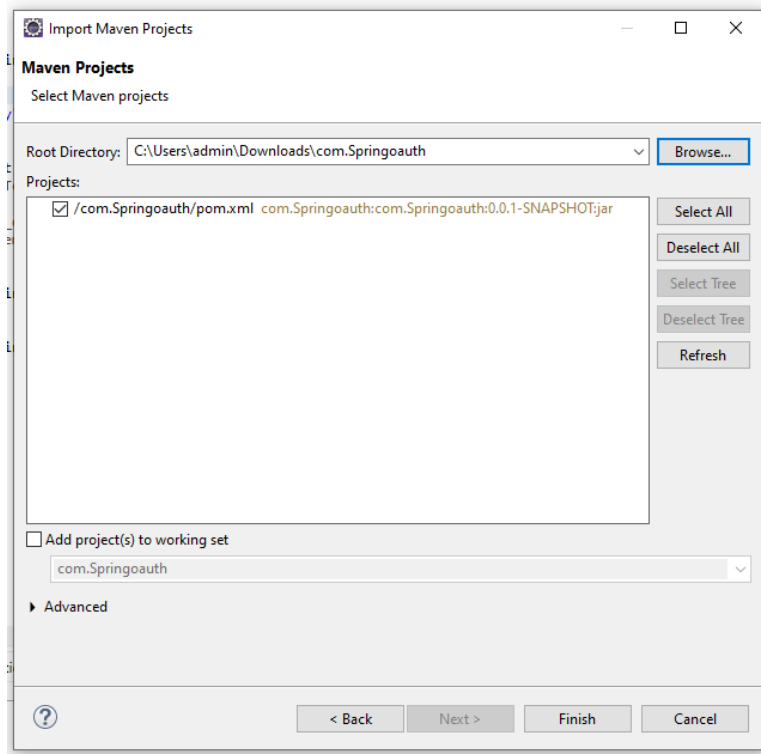 Import Maven Projects
Maven Projects
Select Maven projects
Root Directory: C:\Users\admin\Downloads\com.Springoauth Browse...
Projects:
/com.Springoauth/pom.xml com.Springoauth:com.Springoauth:0.0.1-SNAPSHOT:jar
Select All
Deselect All
Select Tree
Deselect Tree
Refresh
Add project(s) to working set
com.Springoauth
Advanced
? < Back Next > Finish Cancel